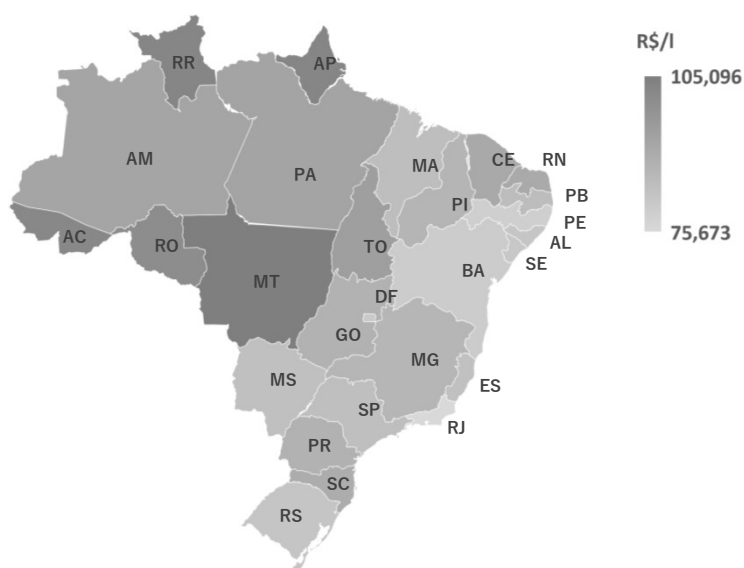 R$/l
105,096
75,673
RR
AP
AM
PA
MA
CE
RN
PB
PI
PE
AC
RO
TO
AL
SE
MT
BA
DF
GO
MG
MS
ES
SP
RJ
PR
SC
RS